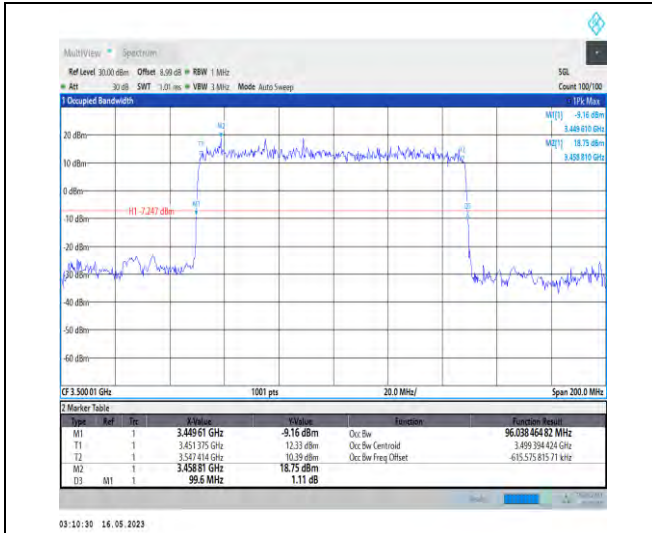 MultiView Spectrum
Ref Level 30.00 dBm Offset 8.99 dB RBW 1 MHz SGL
Att 30 dB SWT 1.01 ms VBW 3 MHz Mode Auto Sweep Count 100/100
1 Occupied Bandwidth 1Pk Max
M1[1] -9.16 dBm
3.449 610 GHz
M2[1] 18.75 dBm
3.458 810 GHz
M2
20 dBm
T1
10 dBm
0 dBm
M1
H1 -7.247 dBm
-10 dBm
-20 dBm
-30 dBm
-40 dBm
-50 dBm
-60 dBm
CF 3.500 01 GHz 1001 pts 20.0 MHz/ Span 200.0 MHz
2 Marker Table
Type Ref Trc X-Value Y-Value Function Function Result
M1 1 3.449 61 GHz -9.16 dBm Occ Bw 96.038 464 82 MHz
T1 1 3.451 375 GHz 12.33 dBm Occ Bw Centroid 3.499 394 424 GHz
T2 1 3.547 414 GHz 10.39 dBm Occ Bw Freq Offset -615.575 815 71 kHz
M2 1 3.458 81 GHz 18.75 dBm
D3 M1 1 99.6 MHz 1.11 dB
03:10:30 16.05.2023